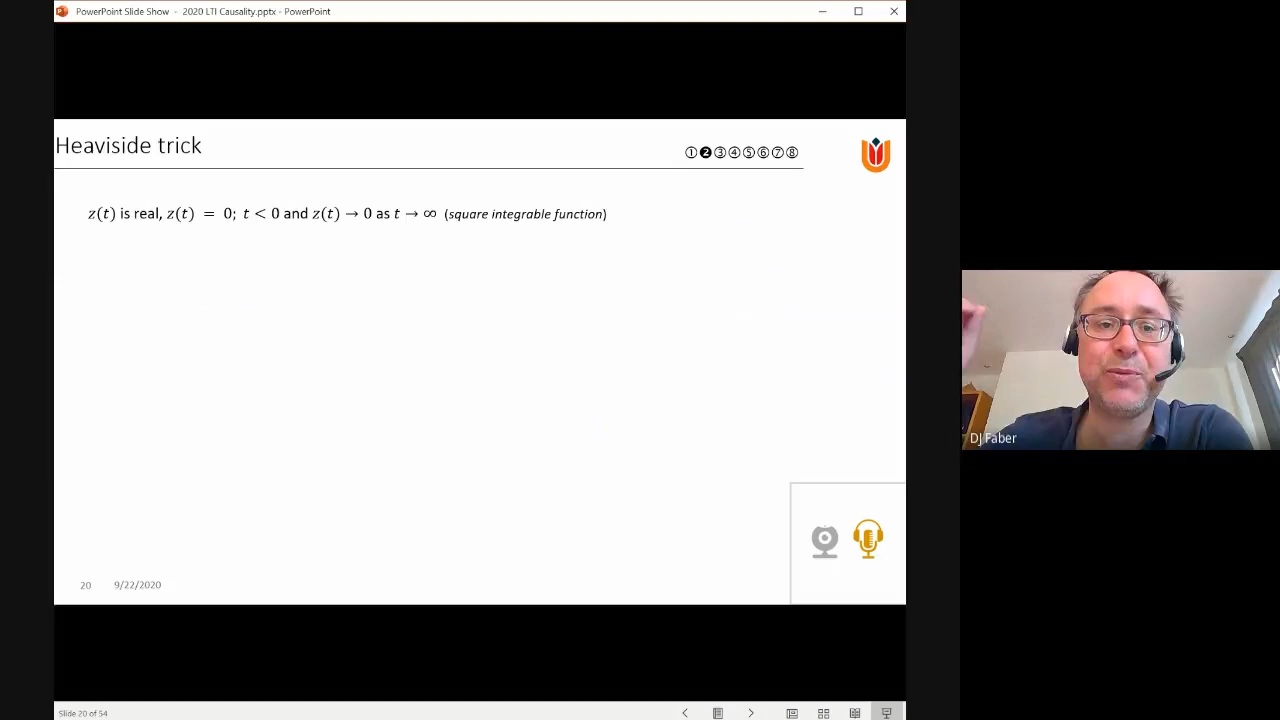 PowerPoint Slide Show - 2020 LTI Causality.pptx - PowerPoint
Heaviside trick
①❷③④⑤⑥⑦⑧
z(t) is real, z(t) = 0; t < 0 and z(t) → 0 as t → ∞ (square integrable function)
DJ Faber
20 9/22/2020
Slide 20 of 54